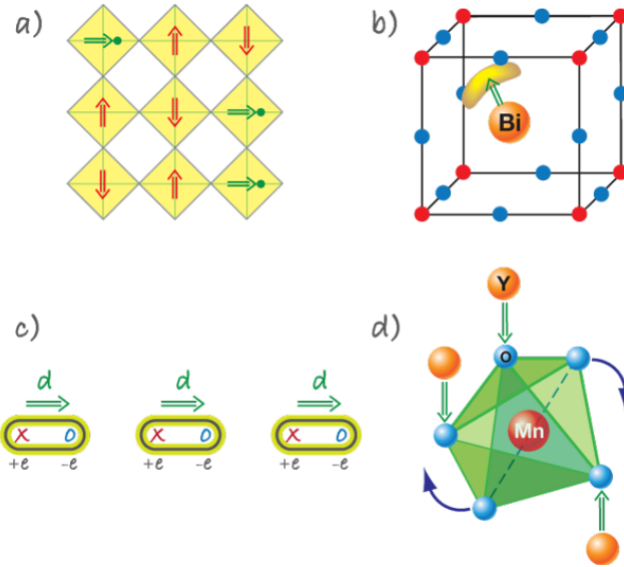 a)
b)
Bi
c)
d d d
x o x o x o
+e -e +e -e +e -e
d)
Y
O
Mn